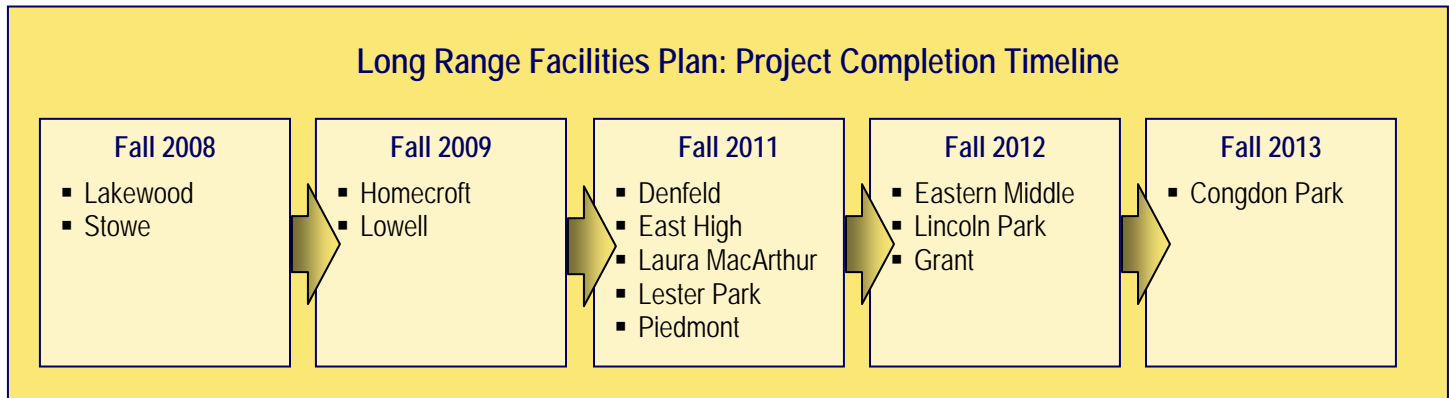 Long Range Facilities Plan: Project Completion Timeline
Fall 2008
▪ Lakewood
▪ Stowe
Fall 2009
▪ Homecroft
▪ Lowell
Fall 2011
▪ Denfeld
▪ East High
▪ Laura MacArthur
▪ Lester Park
▪ Piedmont
Fall 2012
▪ Eastern Middle
▪ Lincoln Park
▪ Grant
Fall 2013
▪ Congdon Park